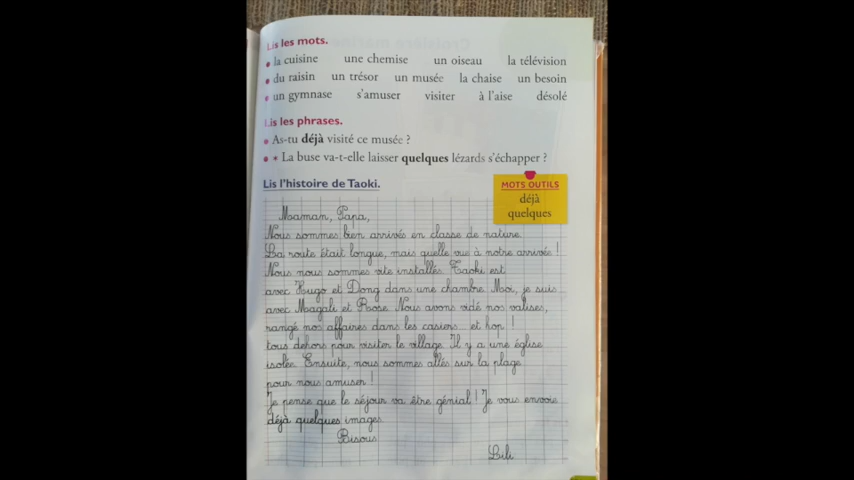 Lis les mots.
• la cuisine une chemise un oiseau la télévision
• du raisin un trésor un musée la chaise un besoin
• un gymnase s'amuser visiter à l'aise désolé
Lis les phrases.
• As-tu déjà visité ce musée ?
• * La buse va-t-elle laisser quelques lézards s'échapper ?
Lis l'histoire de Taoki.
MOTS OUTILS
déjà
quelques
Maman, Papa,
Nous sommes bien arrivés en classe de nature.
La route était longue, mais quelle vue à notre arrivée !
Nous nous sommes vite installés. Taoki est
avec Hugo et Dong dans une chambre. Moi, je suis
avec Magali et Rose. Nous avons vidé nos valises,
rangé nos affaires dans les casiers et hop !
tous dehors pour visiter le village. Il y a une église
isolée. Ensuite, nous sommes allés sur la plage
pour nous amuser !
Je pense que le séjour va être génial ! Je vous envoie
déjà quelques images.
Bisous
Lili